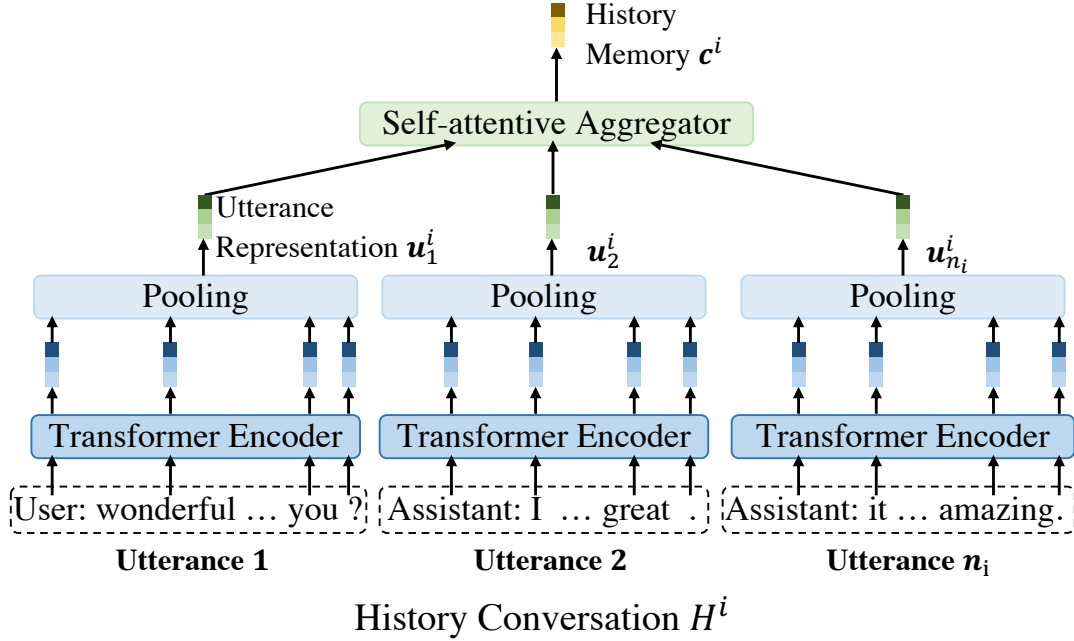 History
Memory c^i
Self-attentive Aggregator
Utterance
Representation u_1^i
u_2^i
u_{n_i}^i
Pooling
Pooling
Pooling
Transformer Encoder
Transformer Encoder
Transformer Encoder
User: wonderful … you ?
Assistant: I … great .
Assistant: it … amazing.
Utterance 1
Utterance 2
Utterance n_i
History Conversation H^i